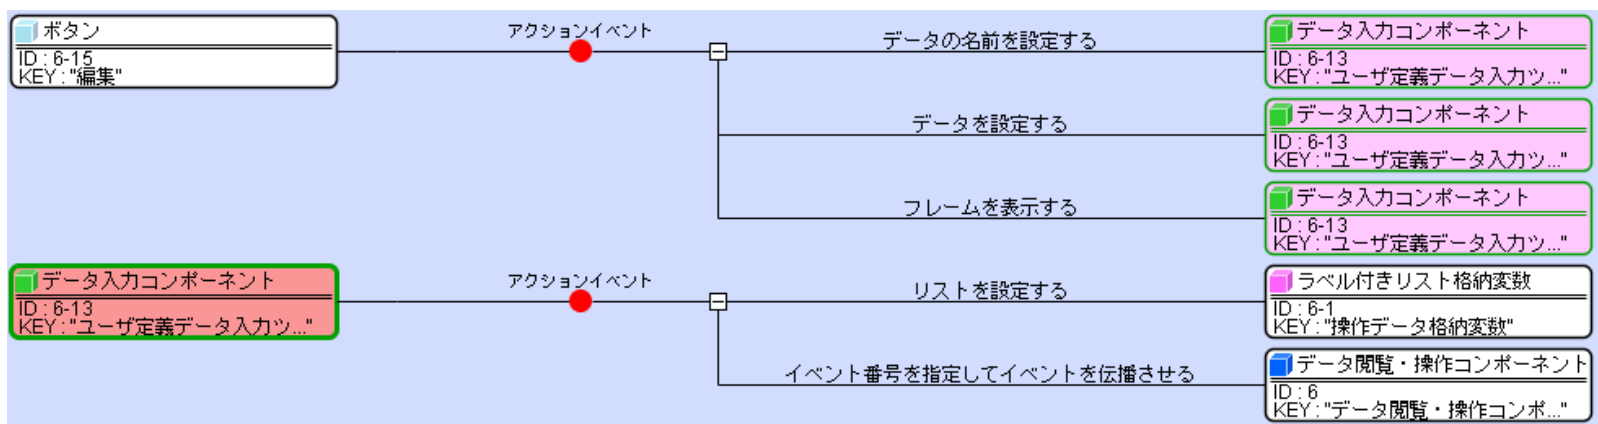 ボタン
ID : 6-15
KEY : "編集"
アクションイベント
データの名前を設定する
データ入力コンポーネント
ID : 6-13
KEY : "ユーザ定義データ入力ツ..."
データを設定する
データ入力コンポーネント
ID : 6-13
KEY : "ユーザ定義データ入力ツ..."
フレームを表示する
データ入力コンポーネント
ID : 6-13
KEY : "ユーザ定義データ入力ツ..."
データ入力コンポーネント
ID : 6-13
KEY : "ユーザ定義データ入力ツ..."
アクションイベント
リストを設定する
ラベル付きリスト格納変数
ID : 6-1
KEY : "操作データ格納変数"
イベント番号を指定してイベントを伝播させる
データ閲覧・操作コンポーネント
ID : 6
KEY : "データ閲覧・操作コンポ..."